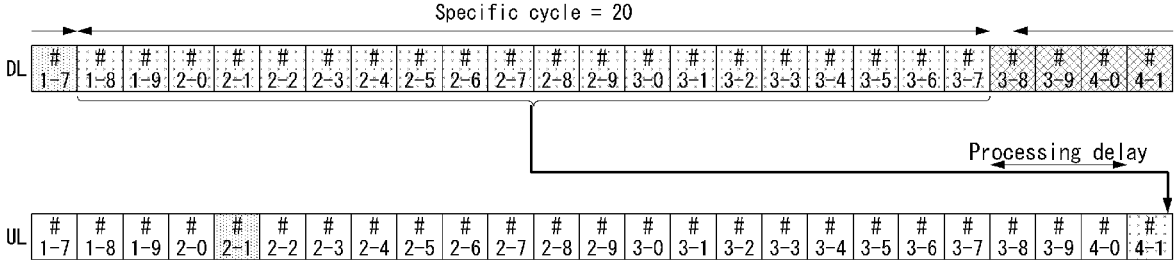 Specific cycle = 20
DL # 1-7 # 1-8 # 1-9 # 2-0 # 2-1 # 2-2 # 2-3 # 2-4 # 2-5 # 2-6 # 2-7 # 2-8 # 2-9 # 3-0 # 3-1 # 3-2 # 3-3 # 3-4 # 3-5 # 3-6 # 3-7 # 3-8 # 3-9 # 4-0 # 4-1
Processing delay
UL # 1-7 # 1-8 # 1-9 # 2-0 # 2-1 # 2-2 # 2-3 # 2-4 # 2-5 # 2-6 # 2-7 # 2-8 # 2-9 # 3-0 # 3-1 # 3-2 # 3-3 # 3-4 # 3-5 # 3-6 # 3-7 # 3-8 # 3-9 # 4-0 # 4-1